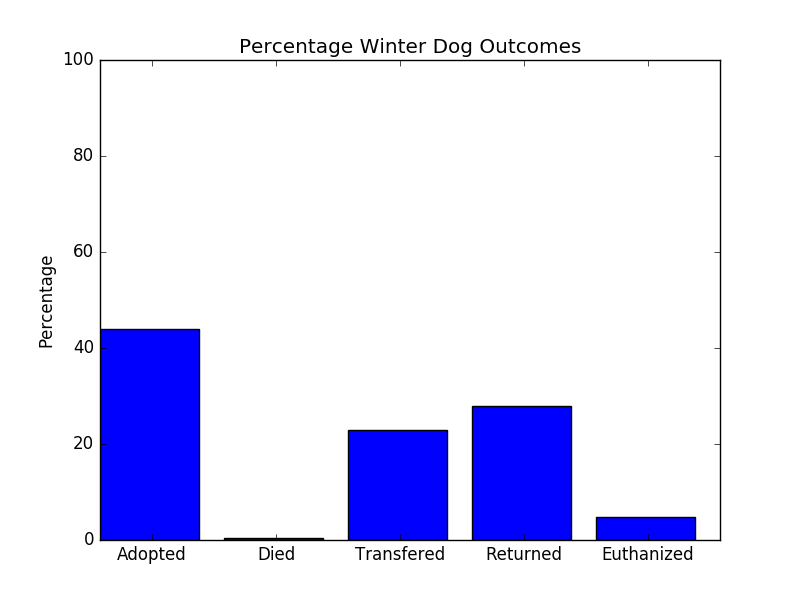 Percentage Winter Dog Outcomes
100
80
60
40
20
0
Percentage
Adopted Died Transfered Returned Euthanized